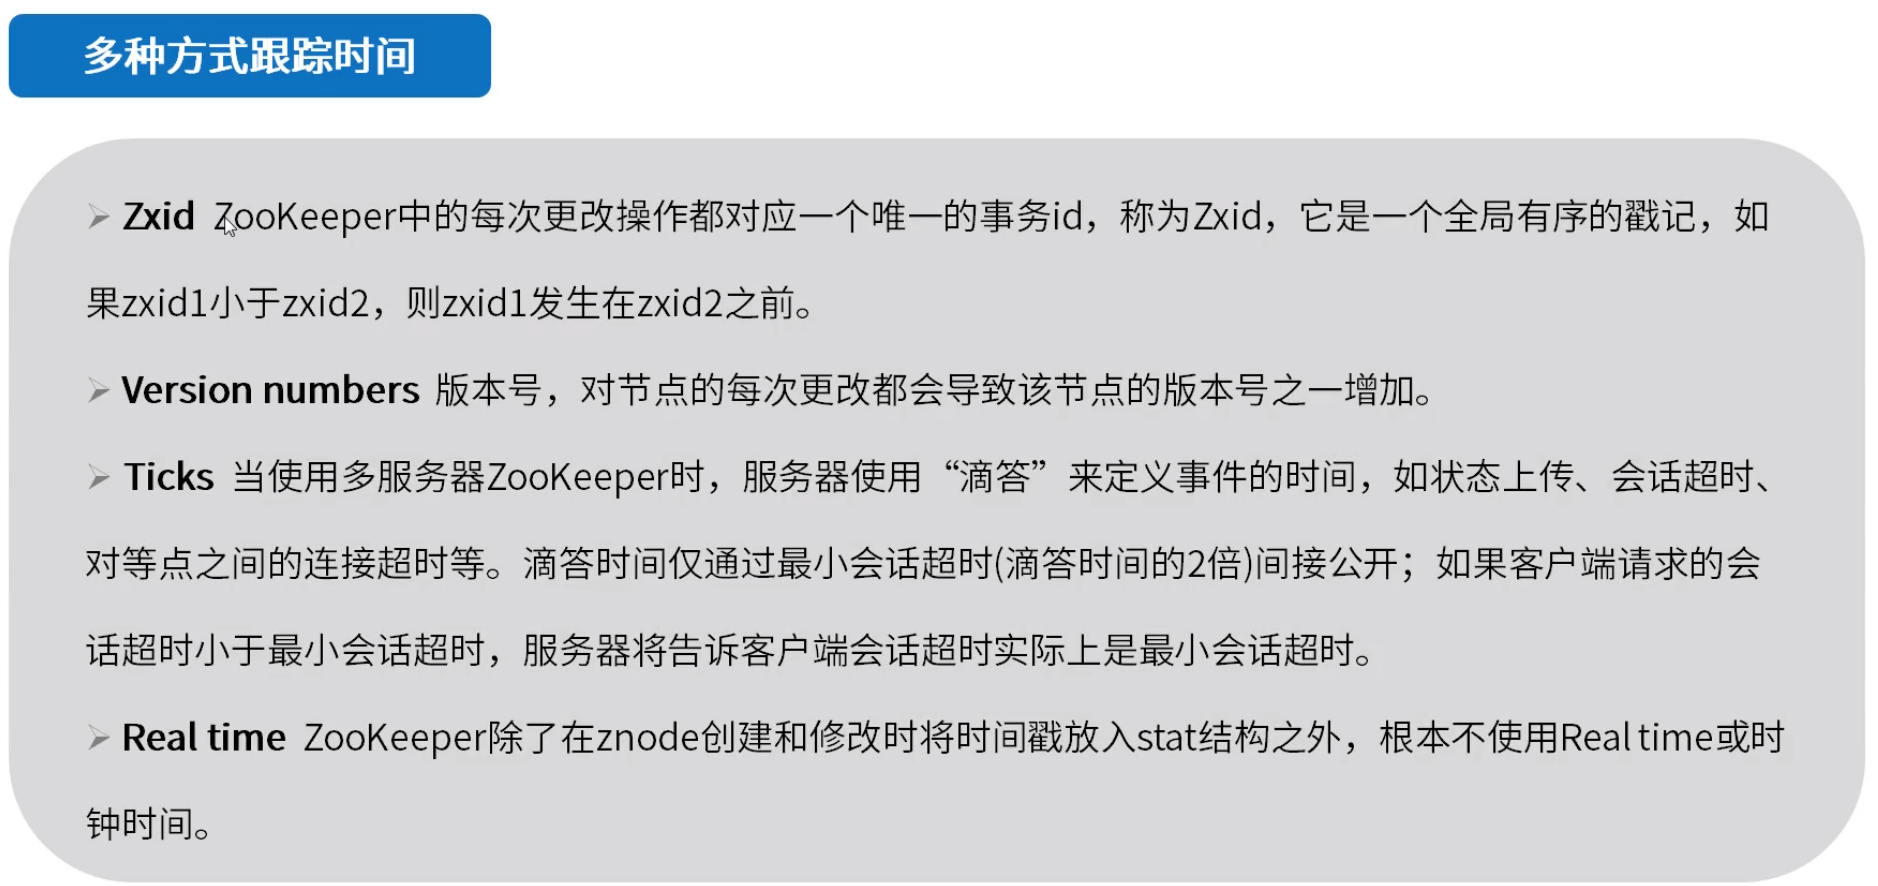 多种方式跟踪时间
Zxid ZooKeeper中的每次更改操作都对应一个唯一的事务id，称为Zxid，它是一个全局有序的戳记，如
果zxid1小于zxid2，则zxid1发生在zxid2之前。
Version numbers 版本号，对节点的每次更改都会导致该节点的版本号之一增加。
Ticks 当使用多服务器ZooKeeper时，服务器使用“滴答”来定义事件的时间，如状态上传、会话超时、
对等点之间的连接超时等。滴答时间仅通过最小会话超时(滴答时间的2倍)间接公开；如果客户端请求的会
话超时小于最小会话超时，服务器将告诉客户端会话超时实际上是最小会话超时。
Real time ZooKeeper除了在znode创建和修改时将时间戳放入stat结构之外，根本不使用Real time或时
钟时间。